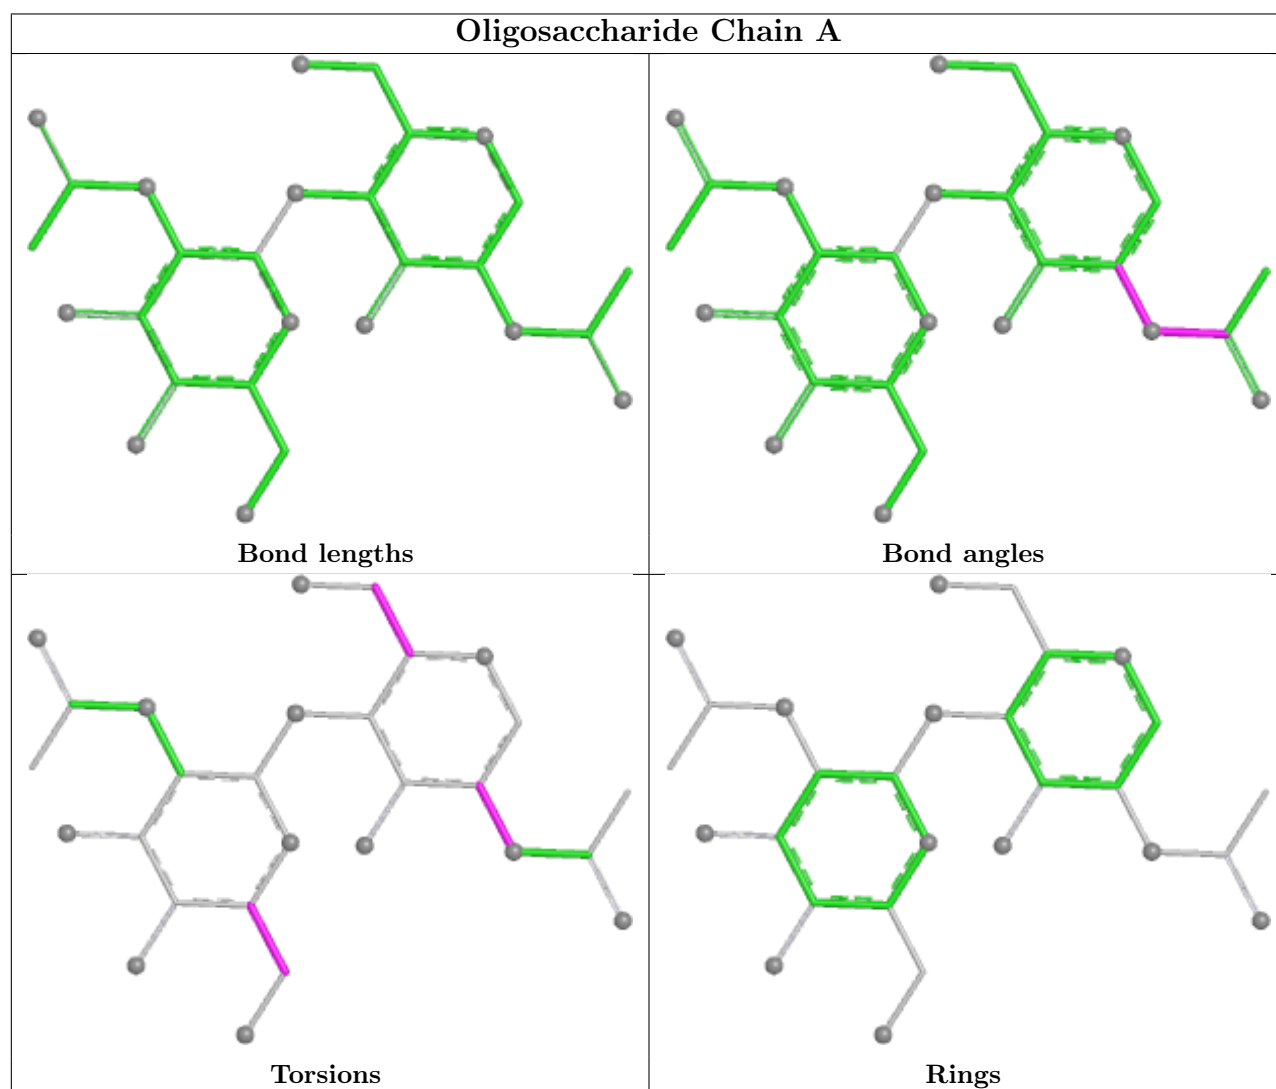 Oligosaccharide Chain A
Bond lengths
Bond angles
Torsions
Rings